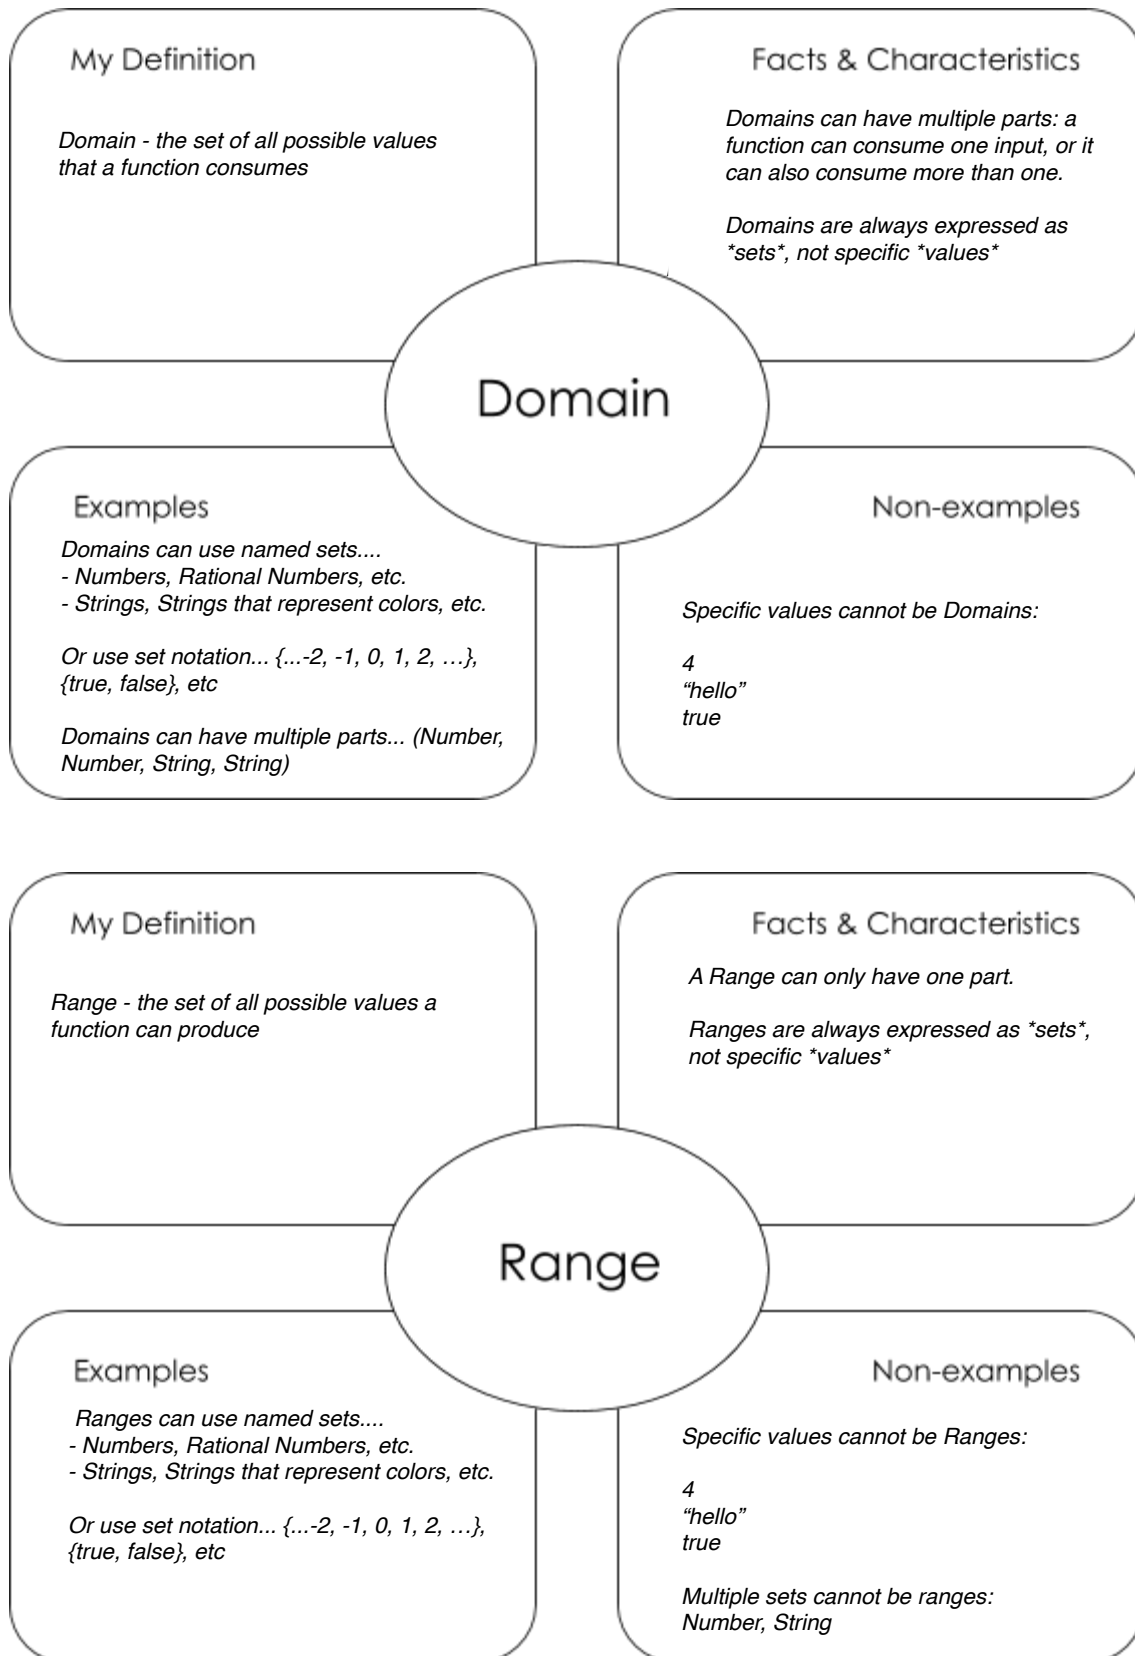 My Definition
Domain - the set of all possible values
that a function consumes
Facts & Characteristics
Domains can have multiple parts: a
function can consume one input, or it
can also consume more than one.
Domains are always expressed as
*sets*, not specific *values*
Domain
Examples
Domains can use named sets....
- Numbers, Rational Numbers, etc.
- Strings, Strings that represent colors, etc.
Or use set notation... {...-2, -1, 0, 1, 2, …},
{true, false}, etc
Domains can have multiple parts... (Number,
Number, String, String)
Non-examples
Specific values cannot be Domains:
4
“hello”
true
My Definition
Range - the set of all possible values a
function can produce
Facts & Characteristics
A Range can only have one part.
Ranges are always expressed as *sets*,
not specific *values*
Range
Examples
Ranges can use named sets....
- Numbers, Rational Numbers, etc.
- Strings, Strings that represent colors, etc.
Or use set notation... {...-2, -1, 0, 1, 2, …},
{true, false}, etc
Non-examples
Specific values cannot be Ranges:
4
“hello”
true
Multiple sets cannot be ranges:
Number, String